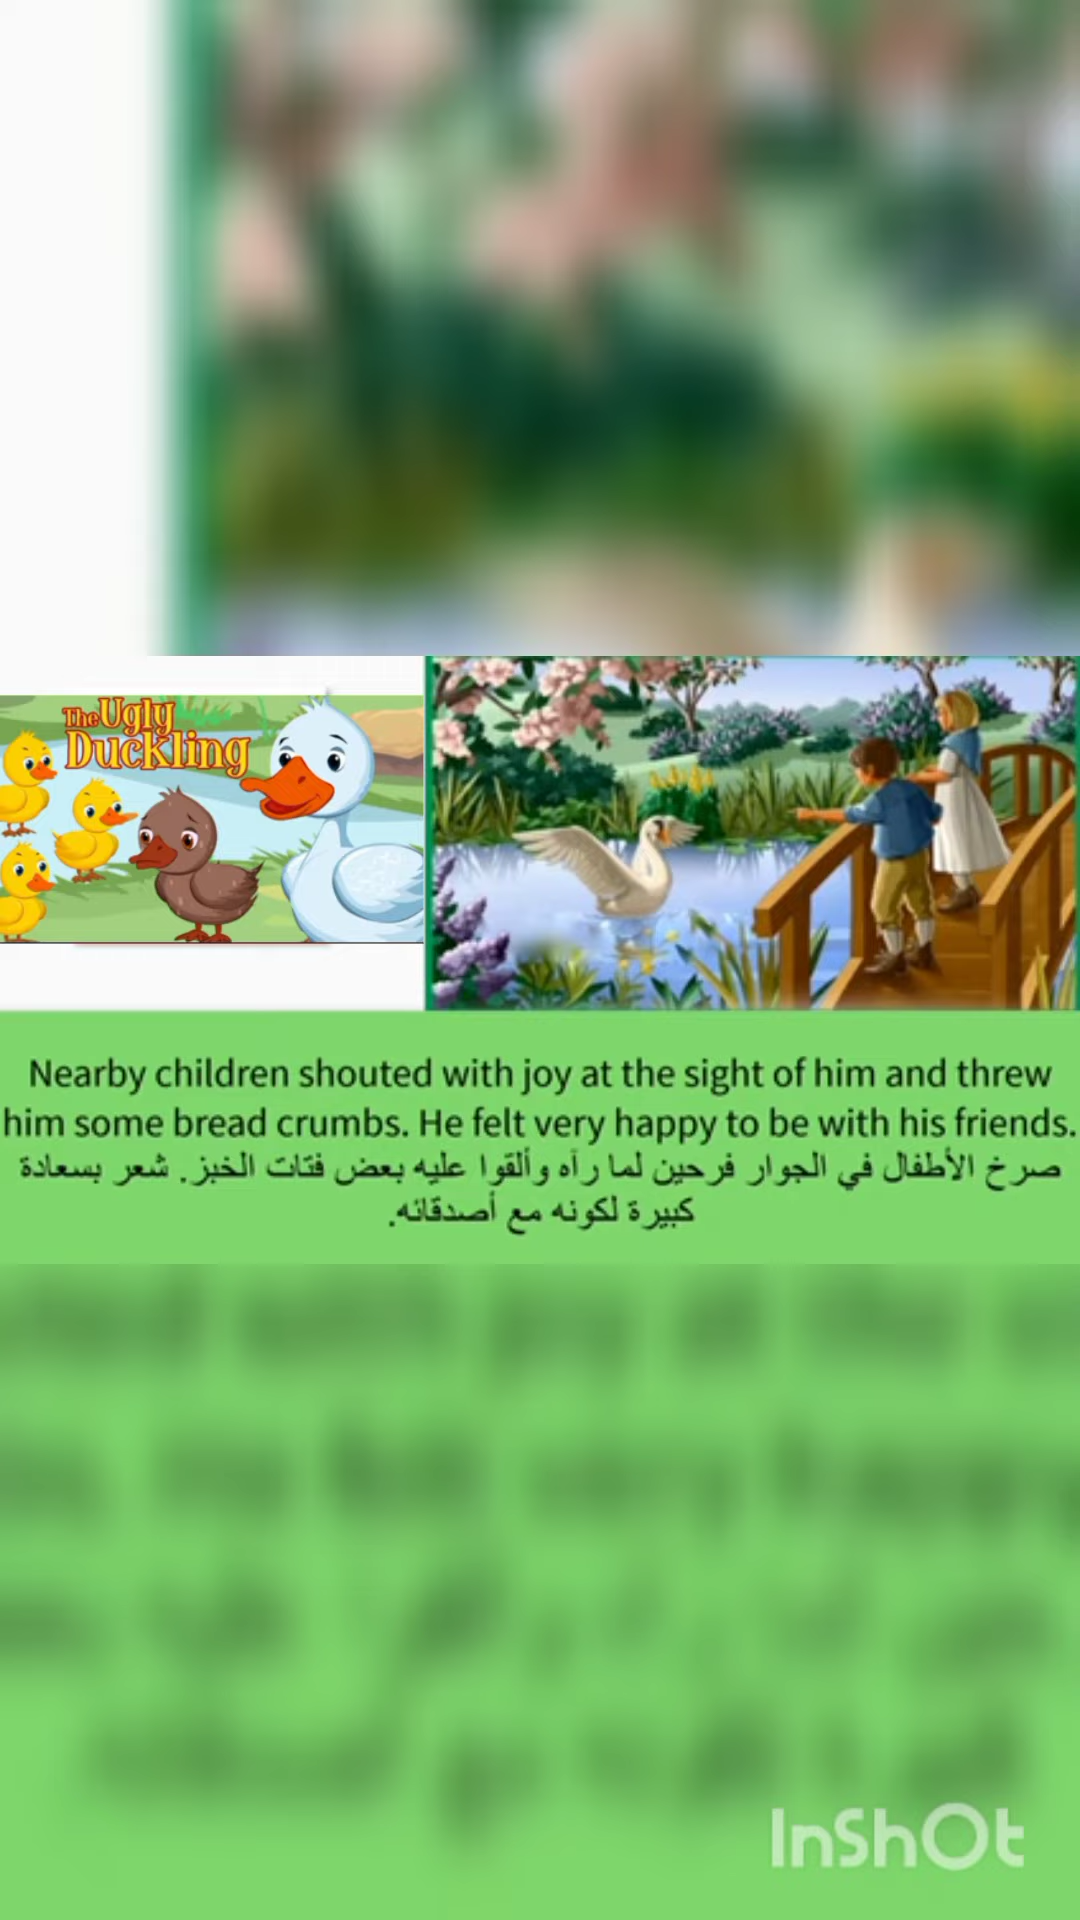 The Ugly
Duckling
Nearby children shouted with joy at the sight of him and threw
him some bread crumbs. He felt very happy to be with his friends.
صرخ الأطفال في الجوار فرحين لما رآه وألقوا عليه بعض فتات الخبز. شعر بسعادة
كبيرة لكونه مع أصدقائه.
InShOt